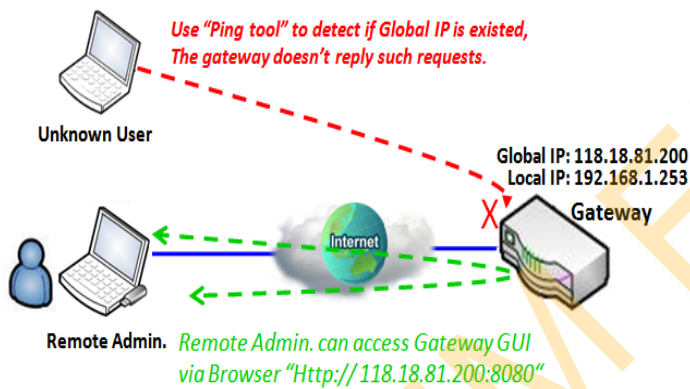 Use “Ping tool” to detect if Global IP is existed,
The gateway doesn’t reply such requests.
Unknown User
Global IP: 118.18.81.200
Local IP: 192.168.1.253
X
Gateway
Internet
Remote Admin.
Remote Admin. can access Gateway GUI
via Browser “Http:// 118.18.81.200:8080“